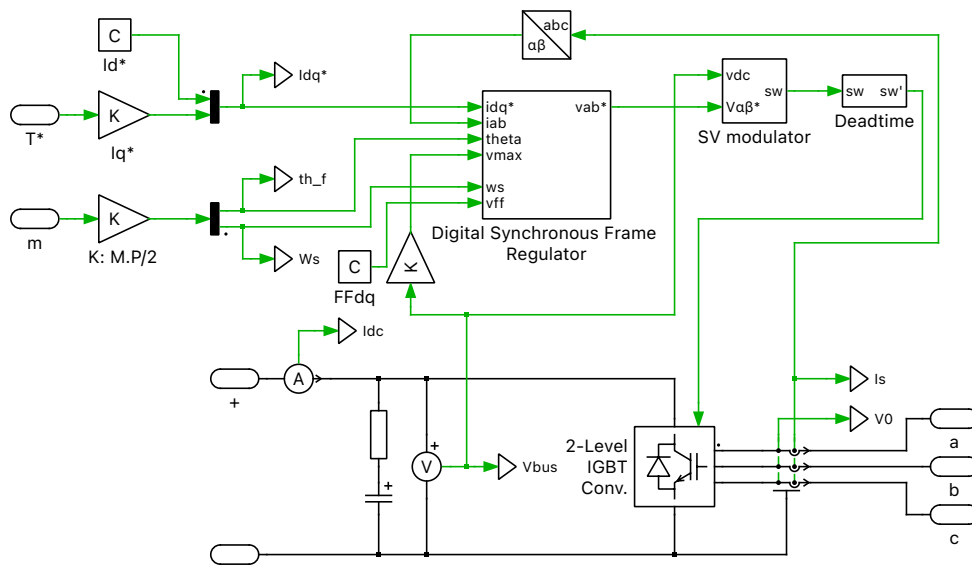 C
Id*
T*
K
Iq*
Idq*
m
K
K: M.P/2
th_f
Ws
abc
αβ
idq*
iab
theta
vmax
ws
vff
vab*
Digital Synchronous Frame
Regulator
C
FFdq
K
vdc
Vαβ*
sw
SV modulator
sw
sw'
Deadtime
Idc
+
A
+
+
V
Vbus
2-Level
IGBT
Conv.
Is
V0
a
b
c